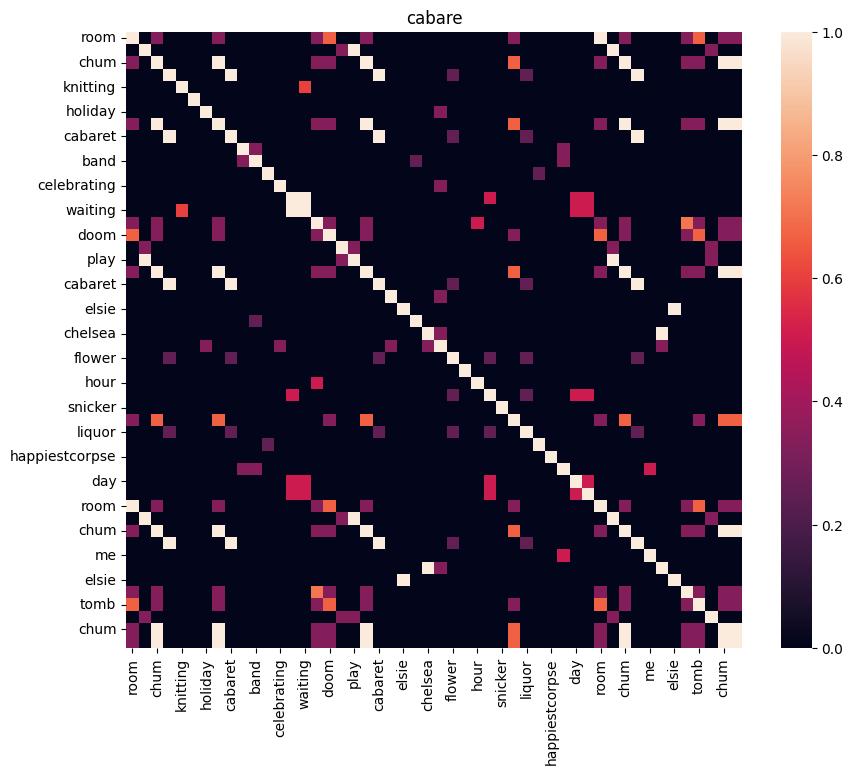 cabare
room
chum
knitting
holiday
cabaret
band
celebrating
waiting
doom
play
cabaret
elsie
chelsea
flower
hour
snicker
liquor
happiestcorpse
day
room
chum
me
elsie
tomb
chum
1.0
0.8
0.6
0.4
0.2
0.0
room
chum
knitting
holiday
cabaret
band
celebrating
waiting
doom
play
cabaret
elsie
chelsea
flower
hour
snicker
liquor
happiestcorpse
day
room
chum
me
elsie
tomb
chum